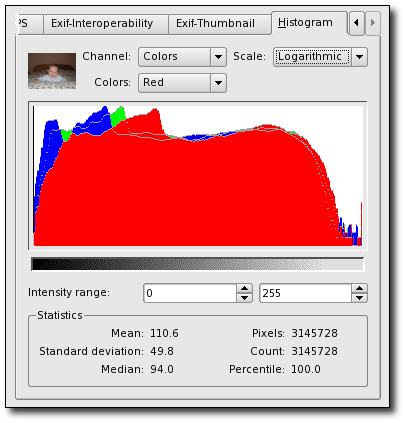 PS Exif-Interoperability Exif-Thumbnail Histogram
Channel: Colors Scale: Logarithmic
Colors: Red
Intensity range: 0 255
Statistics
Mean: 110.6 Pixels: 3145728
Standard deviation: 49.8 Count: 3145728
Median: 94.0 Percentile: 100.0